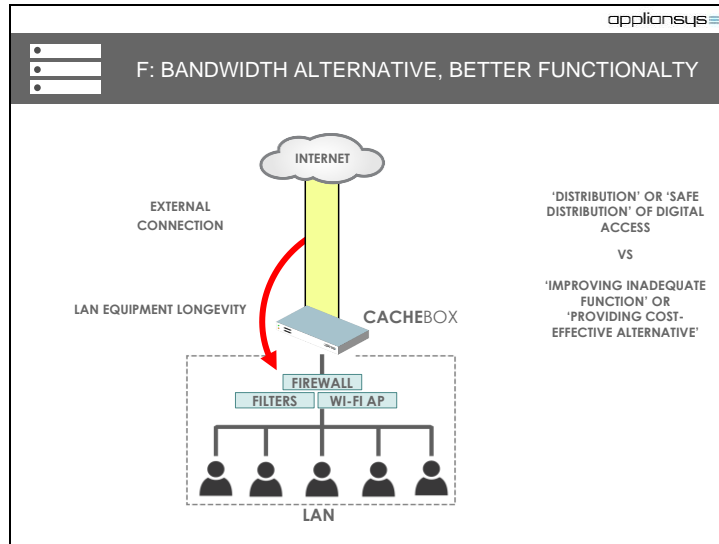 appliansys
F: BANDWIDTH ALTERNATIVE, BETTER FUNCTIONALTY
INTERNET
EXTERNAL
CONNECTION
LAN EQUIPMENT LONGEVITY
CACHEBOX
FIREWALL
FILTERS
WI-FI AP
LAN
‘DISTRIBUTION’ OR ‘SAFE
DISTRIBUTION’ OF DIGITAL
ACCESS
VS
‘IMPROVING INADEQUATE
FUNCTION’ OR
‘PROVIDING COST-
EFFECTIVE ALTERNATIVE’